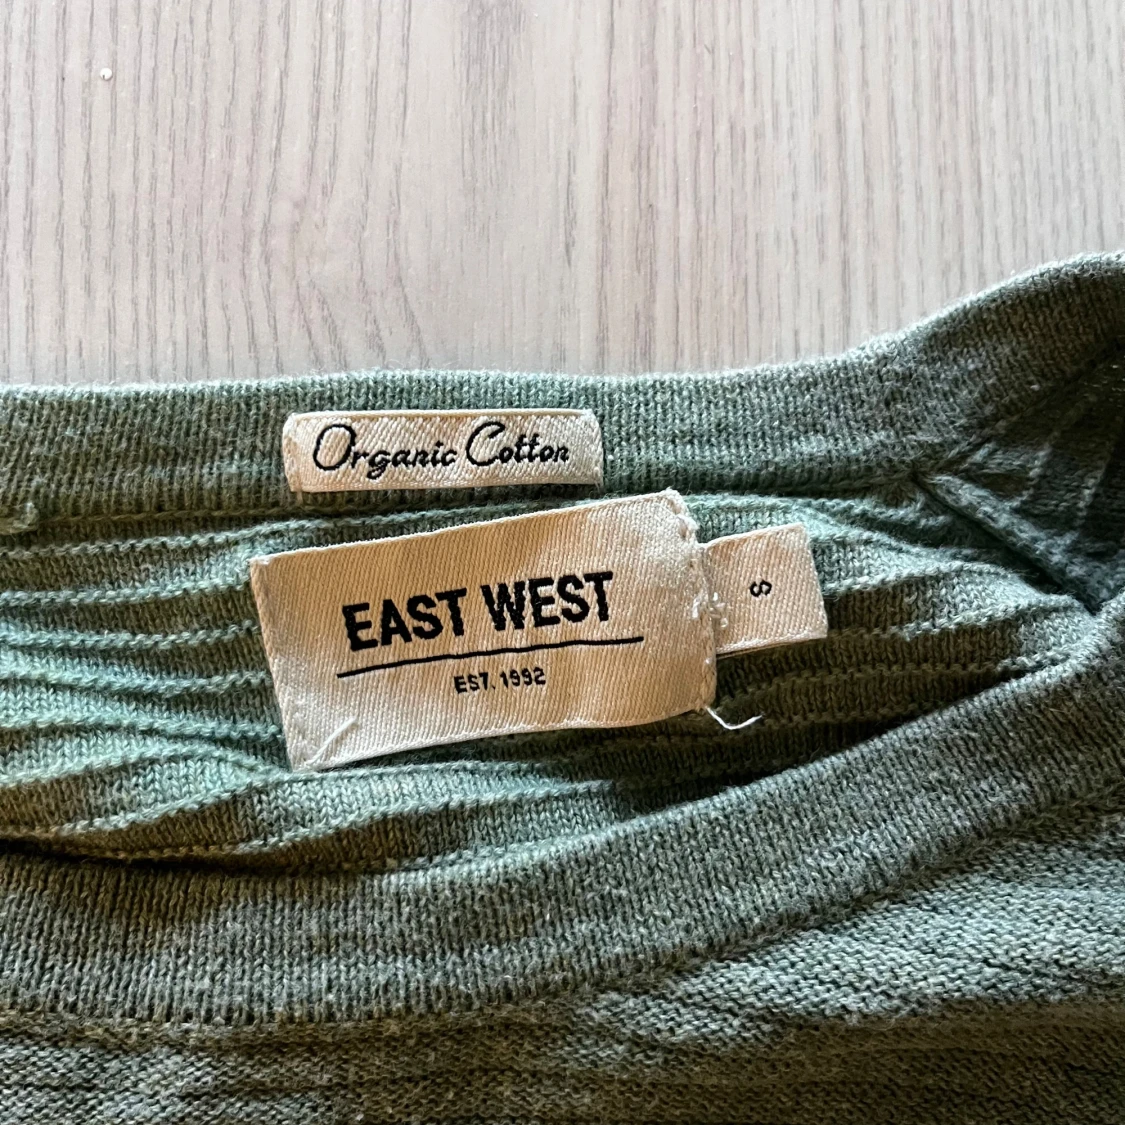 Organic Cotton
EAST WEST
EST. 1992
S